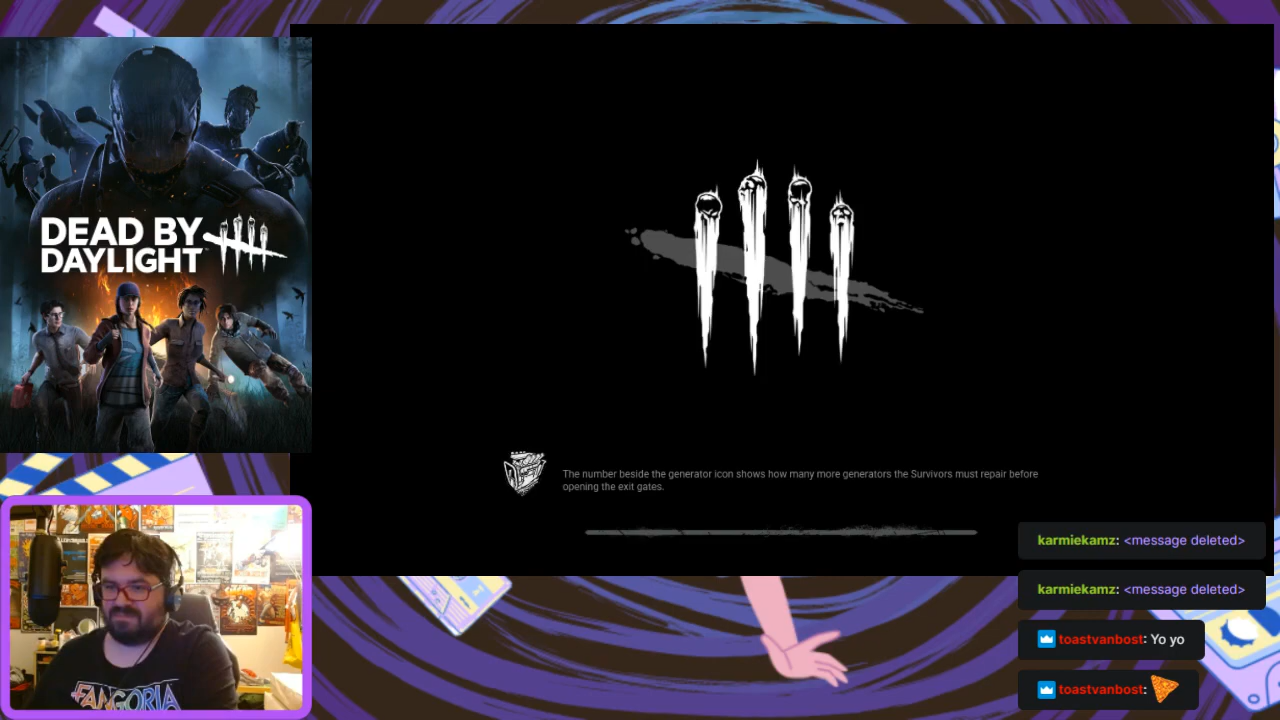 DEAD BY
DAYLIGHT
The number beside the generator icon shows how many more generators the Survivors must repair before
opening the exit gates.
karmiekamz: <message deleted>
karmiekamz: <message deleted>
toastvanbost: Yo yo
toastvanbost:
FANGORIA